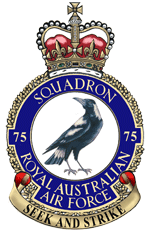 SQUADRON
75 75
ROYAL AUSTRALIAN
AIR FORCE
SEEK AND STRIKE